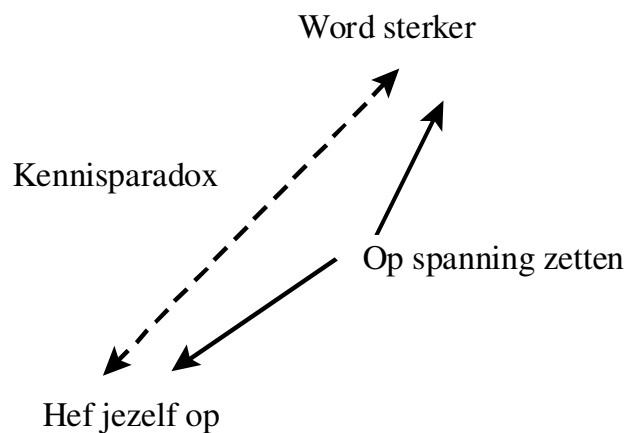 Word sterker
Kennisparadox
Op spanning zetten
Hef jezelf op